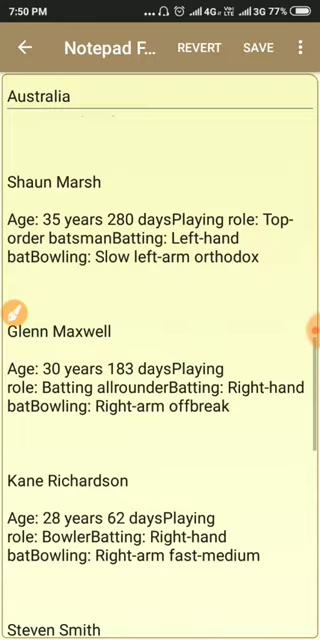 7:50 PM
... 4G Vo LTE 3G 77%
Notepad F... REVERT SAVE
Australia
Shaun Marsh
Age: 35 years 280 daysPlaying role: Top-
order batsmanBatting: Left-hand
batBowling: Slow left-arm orthodox
Glenn Maxwell
Age: 30 years 183 daysPlaying
role: Batting allrounderBatting: Right-hand
batBowling: Right-arm offbreak
Kane Richardson
Age: 28 years 62 daysPlaying
role: BowlerBatting: Right-hand
batBowling: Right-arm fast-medium
Steven Smith